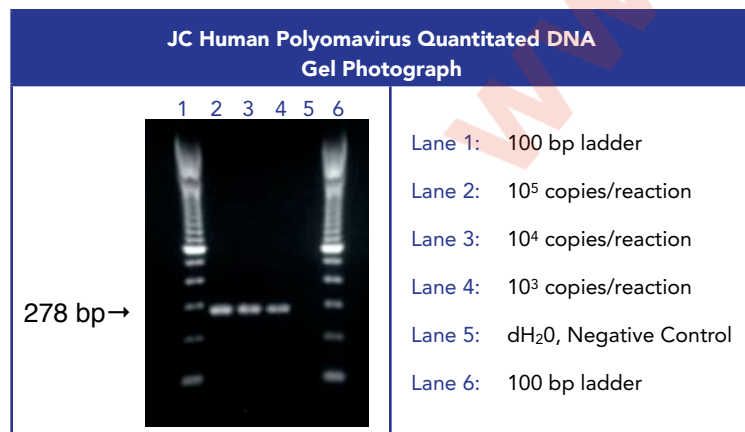 JC Human Polyomavirus Quantitated DNA
Gel Photograph
1 2 3 4 5 6
278 bp→
Lane 1: 100 bp ladder
Lane 2: 10⁵ copies/reaction
Lane 3: 10⁴ copies/reaction
Lane 4: 10³ copies/reaction
Lane 5: dH₂0, Negative Control
Lane 6: 100 bp ladder